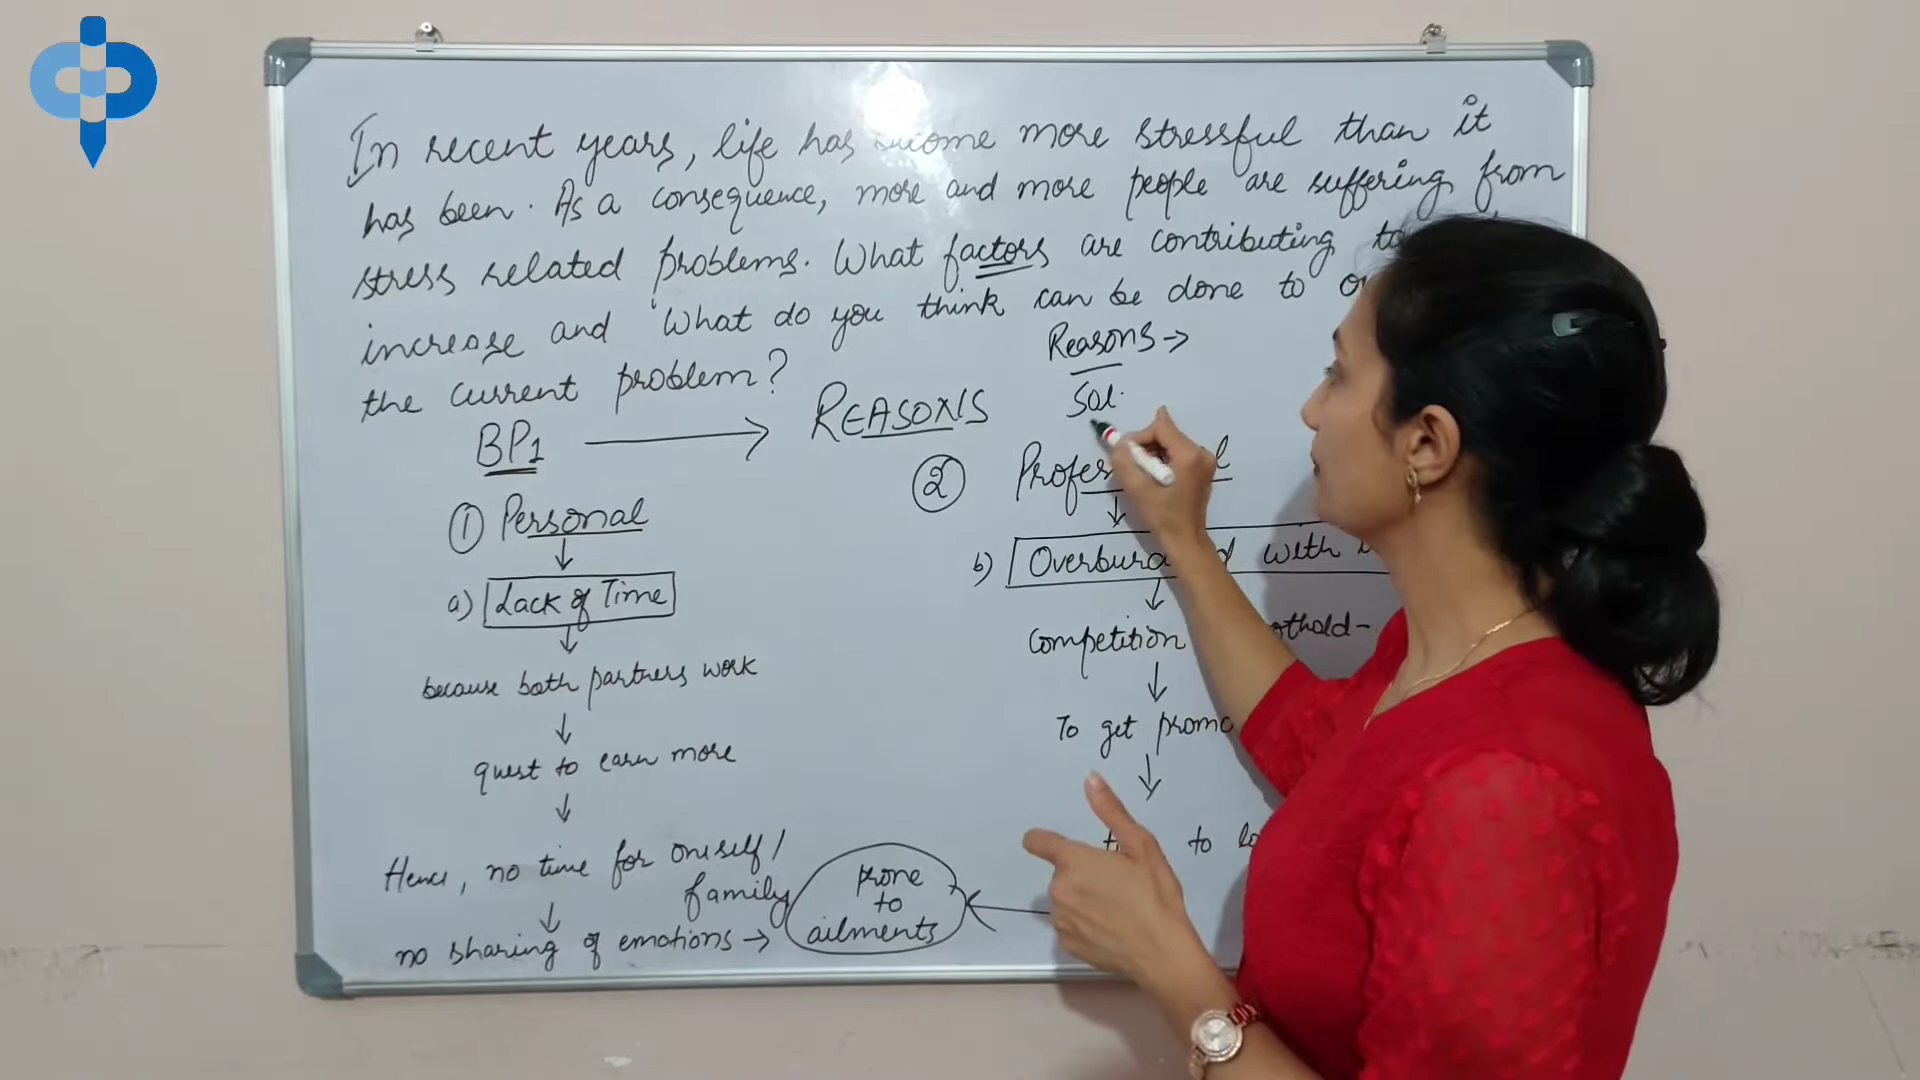 In recent years, life has become more stressful than it
has been. As a consequence, more and more people are suffering from
stress related problems. What factors are contributing to
increase and What do you think can be done to
the current problem?
Reasons →
Sol.
BP1 → REASONS
① Personal
↓
a) Lack of Time
↓
because both partners work
↓
quest to earn more
↓
Hence, no time for oneself/
family
↓
no sharing of emotions →
prone
to
ailments
② Professional
↓
b) Overburdened with
↓
Competition
↓
To get
↓
to